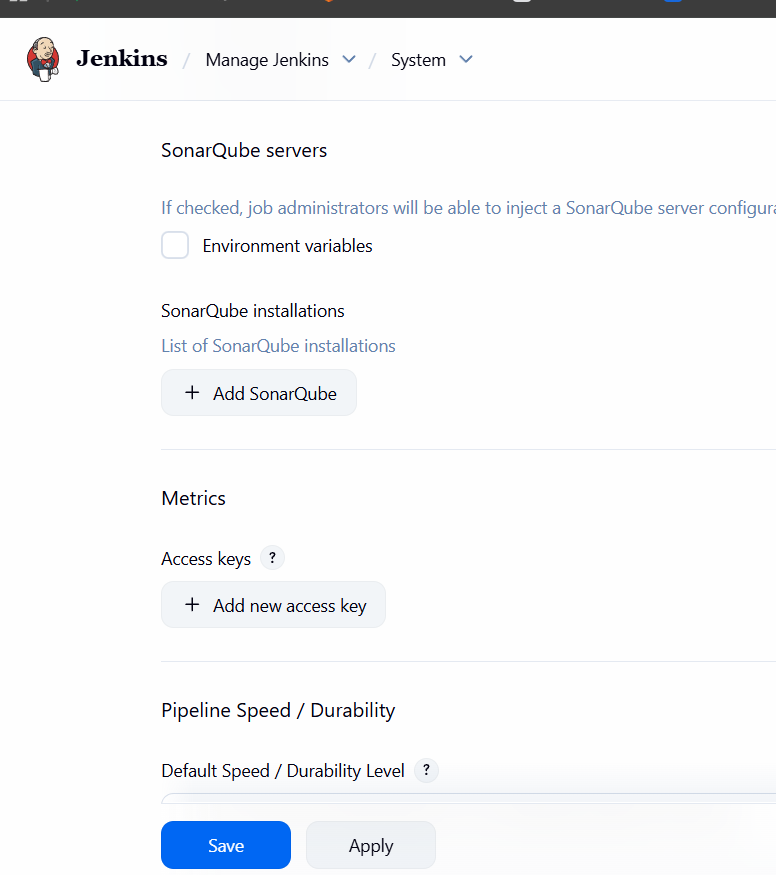 Jenkins / Manage Jenkins / System
SonarQube servers
If checked, job administrators will be able to inject a SonarQube server
Environment variables
SonarQube installations
List of SonarQube installations
+ Add SonarQube
Metrics
Access keys ?
+ Add new access key
Pipeline Speed / Durability
Default Speed / Durability Level ?
Save Apply